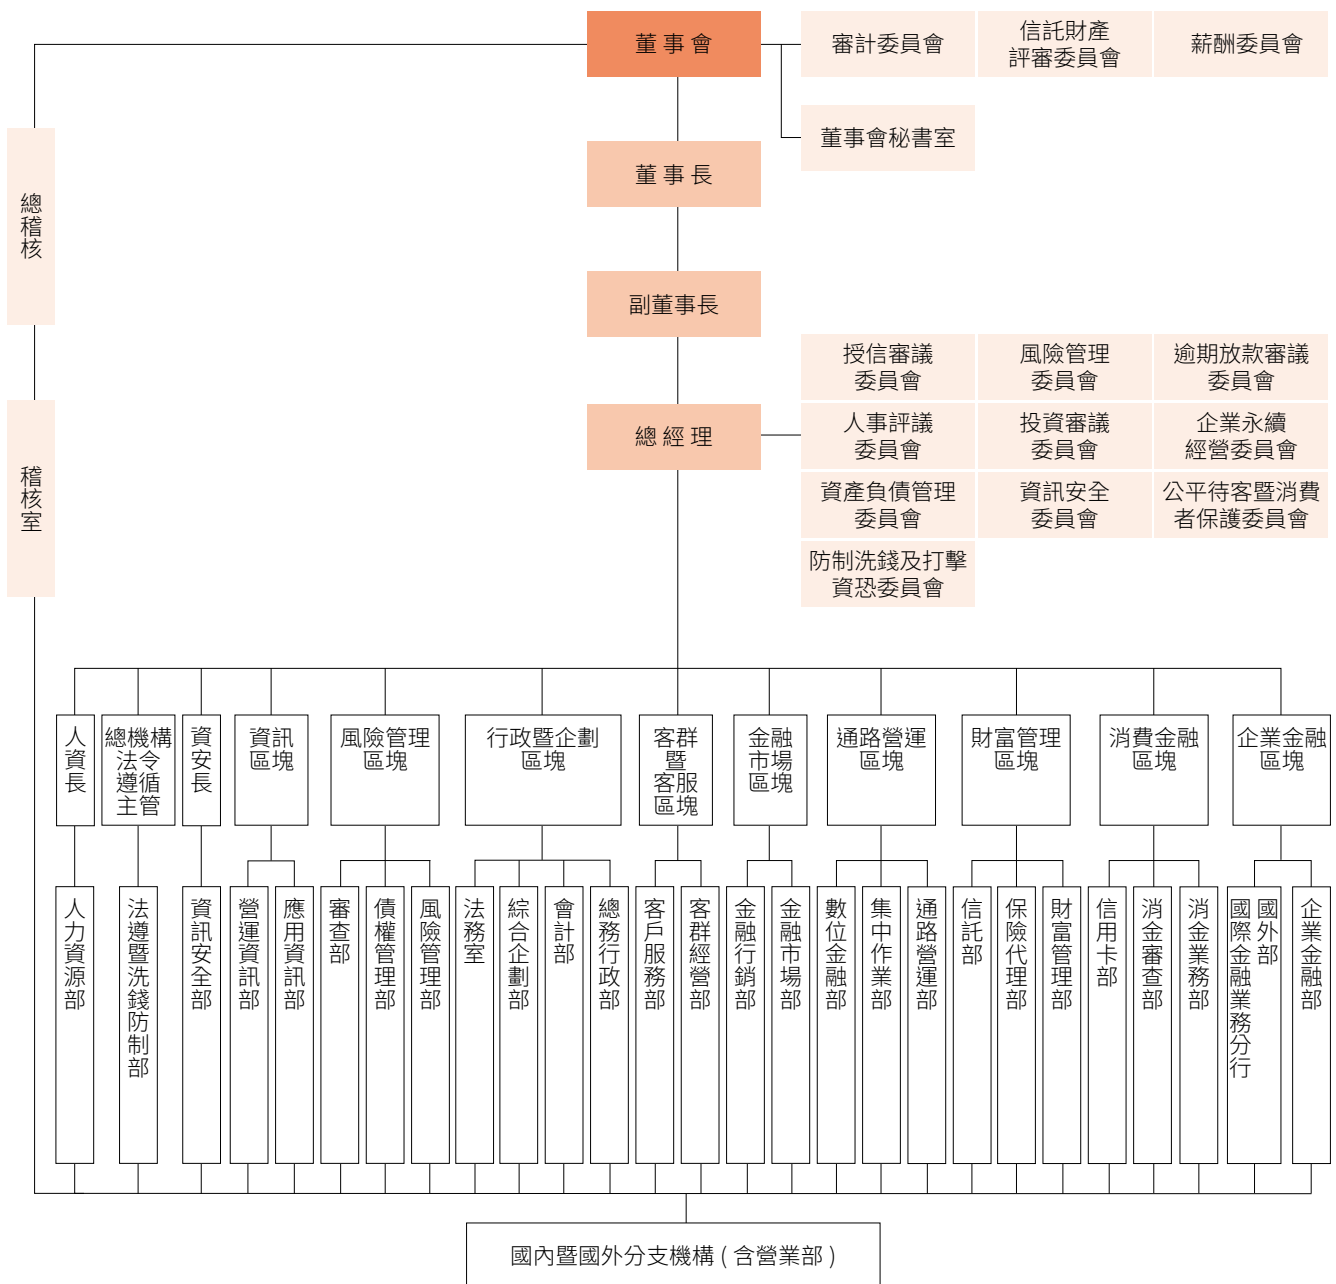 董事會
審計委員會
信託財產
評審委員會
薪酬委員會
董事會秘書室
董事長
總稽核
副董事長
授信審議
委員會
風險管理
委員會
逾期放款審議
委員會
總經理
人事評議
委員會
投資審議
委員會
企業永續
經營委員會
稽核室
資產負債管理
委員會
資訊安全
委員會
公平待客暨消費
者保護委員會
防制洗錢及打擊
資恐委員會
人資長
總機構
法令
遵循
主管
資安長
資訊
區塊
風險管理
區塊
行政暨企劃
區塊
客群
暨
客服
區塊
金融
市場
區塊
通路營運
區塊
財富管理
區塊
消費金融
區塊
企業金融
區塊
人力資源部
法遵暨洗錢防制部
資訊安全部
營運資訊部
應用資訊部
審查部
債權管理部
風險管理部
法務室
綜合企劃部
會計部
總務行政部
客戶服務部
客群經營部
金融行銷部
金融市場部
數位金融部
集中作業部
通路營運部
信託部
保險代理部
財富管理部
信用卡部
消金審查部
消金業務部
國外部
國際金融業務分行
企業金融部
國內暨國外分支機構 ( 含營業部 )